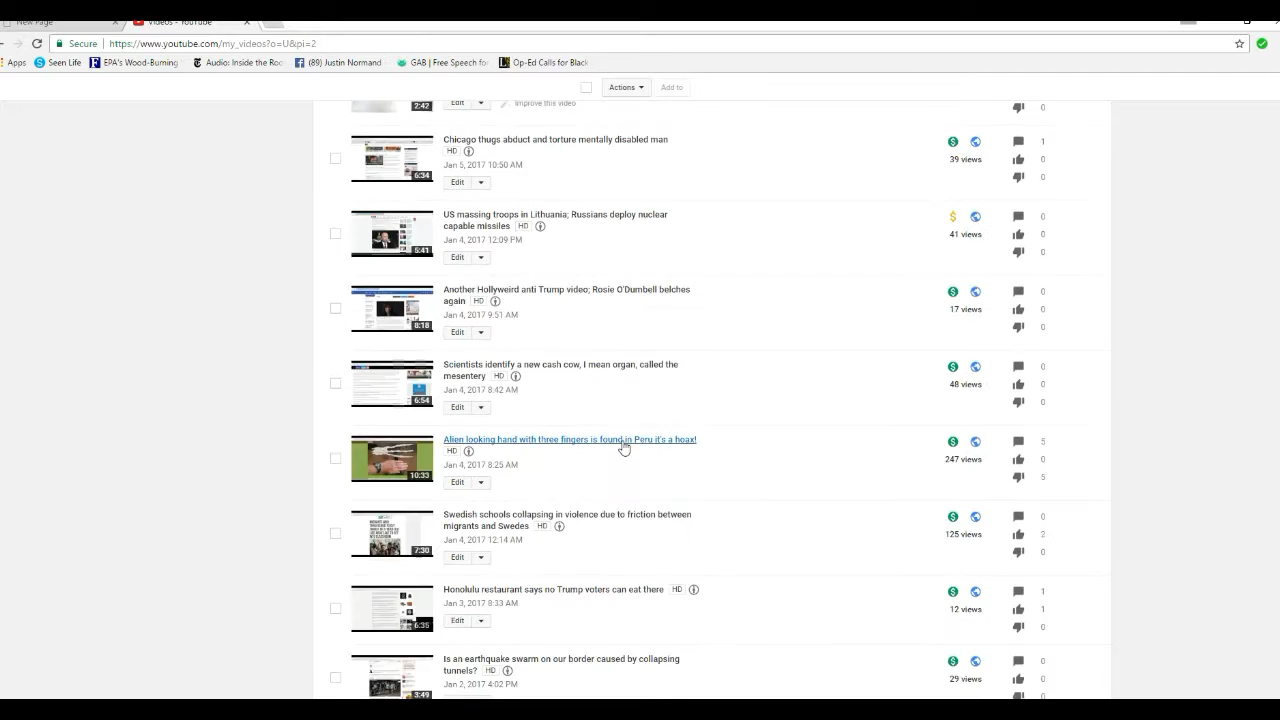 New Page
Videos - YouTube
Secure https://www.youtube.com/my_videos?o=U&pi=2
Apps Seen Life EPA's Wood-Burning Audio: Inside the Roo (89) Justin Normand GAB | Free Speech fo Op-Ed Calls for Black
Actions Add to
2:42 Edit Improve this video 0
Chicago thugs abduct and torture mentally disabled man
HD 1
Jan 5, 2017 10:50 AM 39 views 0
6:34 Edit 0
US massing troops in Lithuania; Russians deploy nuclear 0
capable missiles HD
Jan 4, 2017 12:09 PM 41 views 0
5:41 Edit 0
Another Hollyweird anti Trump video; Rosie O'Dumbell belches 0
again HD
Jan 4, 2017 9:51 AM 17 views 0
8:18 Edit 0
Scientists identify a new cash cow, I mean organ, called the 0
mesentery HD
Jan 4, 2017 8:42 AM 48 views 0
6:54 Edit 0
Alien looking hand with three fingers is found in Peru it's a hoax! 5
HD
Jan 4, 2017 8:25 AM 247 views 0
10:33 Edit 5
Swedish schools collapsing in violence due to friction between 0
migrants and Swedes HD
Jan 4, 2017 12:14 AM 125 views 2
7:30 Edit 0
Honolulu restaurant says no Trump voters can eat there HD 1
Jan 3, 2017 8:33 AM 12 views 1
6:35 Edit 0
Is an earthquake swarm on our border caused by collapsing 0
tunnels? HD
Jan 2, 2017 4:02 PM 29 views 0
3:49 0